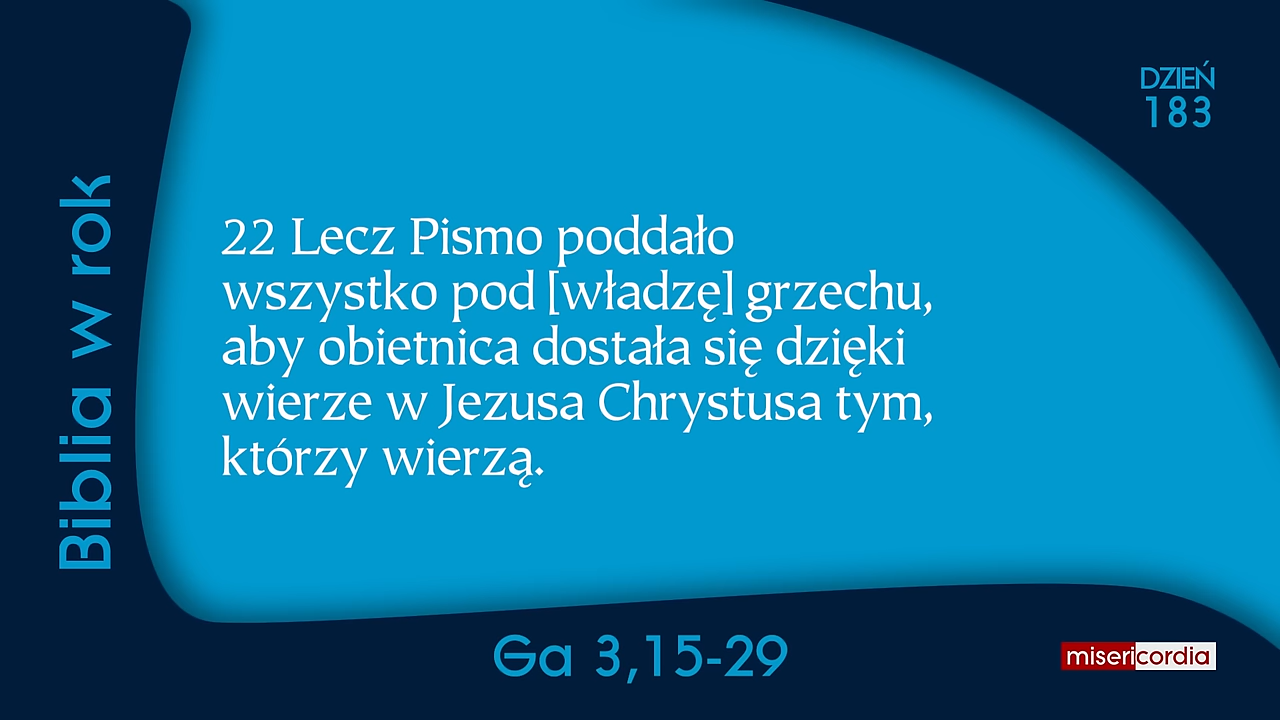 DZIEŃ
183
Biblia w rok
22 Lecz Pismo poddało
wszystko pod [władzę] grzechu,
aby obietnica dostała się dzięki
wierze w Jezusa Chrystusa tym,
którzy wierzą.
Ga 3,15-29
misericordia